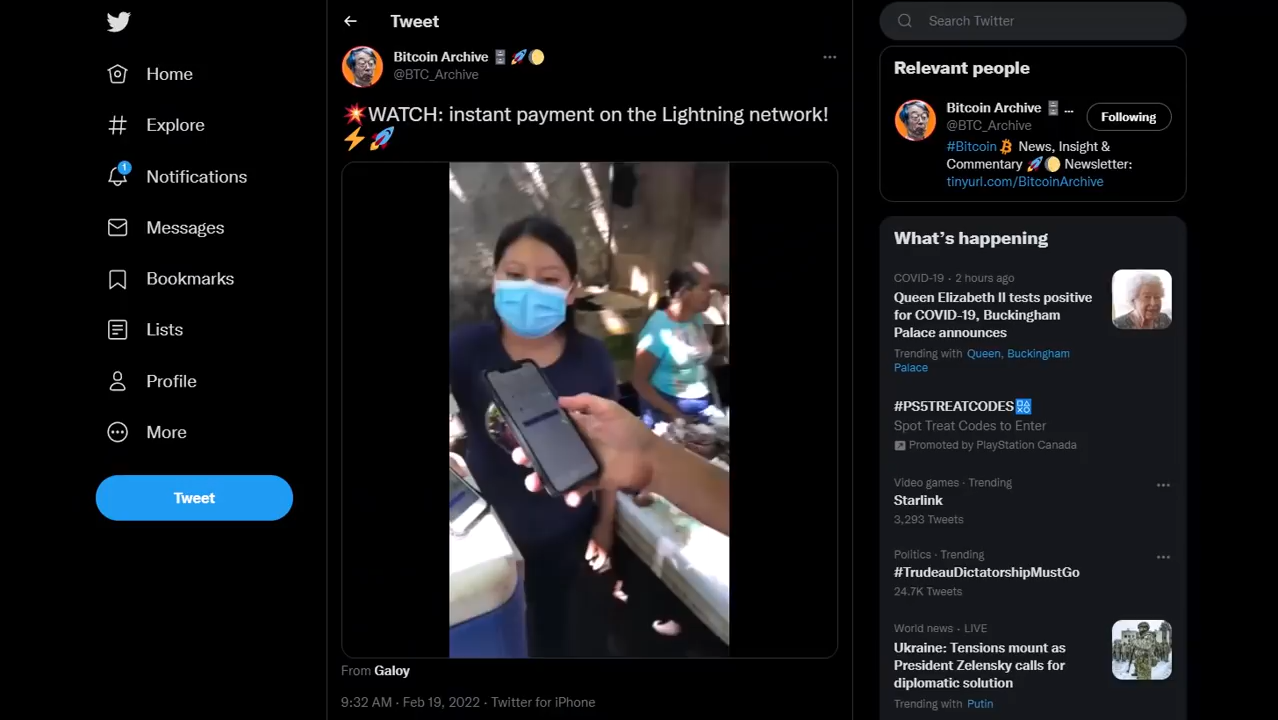 Home
Explore
1
Notifications
Messages
Bookmarks
Lists
Profile
More
Tweet
Tweet
Bitcoin Archive 🗄️ 🚀🌔
@BTC_Archive
💥WATCH: instant payment on the Lightning network!
⚡🚀
From Galoy
9:32 AM · Feb 19, 2022 · Twitter for iPhone
Search Twitter
Relevant people
Bitcoin Archive 🗄️ ...
@BTC_Archive
Following
#Bitcoin ₿ News, Insight &
Commentary 🚀🌔 Newsletter:
tinyurl.com/BitcoinArchive
What's happening
COVID-19 · 2 hours ago
Queen Elizabeth II tests positive
for COVID-19, Buckingham
Palace announces
Trending with Queen, Buckingham
Palace
#PS5TREATCODES
Spot Treat Codes to Enter
Promoted by PlayStation Canada
Video games · Trending
Starlink
3,293 Tweets
Politics · Trending
#TrudeauDictatorshipMustGo
24.7K Tweets
World news · LIVE
Ukraine: Tensions mount as
President Zelensky calls for
diplomatic solution
Trending with Putin